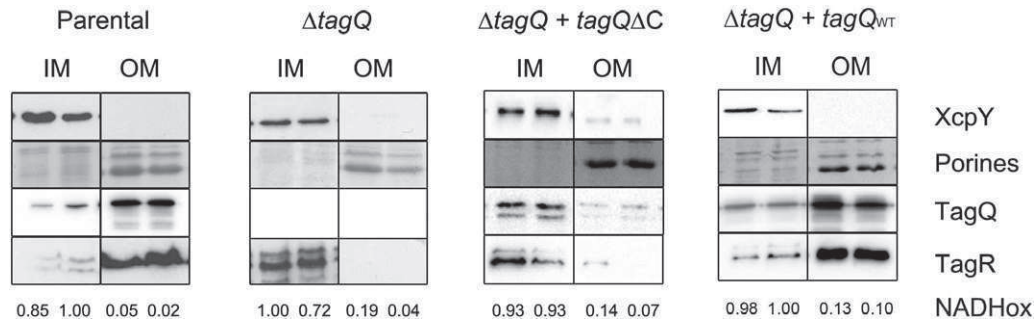 Parental ΔtagQ ΔtagQ + tagQΔC ΔtagQ + tagQWT
IM OM IM OM IM OM IM OM
XcpY
Porines
TagQ
TagR
0.85 1.00 0.05 0.02 1.00 0.72 0.19 0.04 0.93 0.93 0.14 0.07 0.98 1.00 0.13 0.10 NADHox